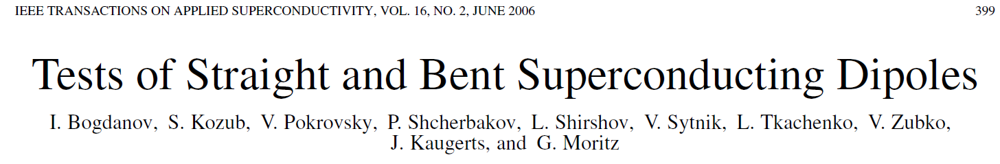 IEEE TRANSACTIONS ON APPLIED SUPERCONDUCTIVITY, VOL. 16, NO. 2, JUNE 2006 399
Tests of Straight and Bent Superconducting Dipoles
I. Bogdanov, S. Kozub, V. Pokrovsky, P. Shcherbakov, L. Shirshov, V. Sytnik, L. Tkachenko, V. Zubko,
J. Kaugerts, and G. Moritz